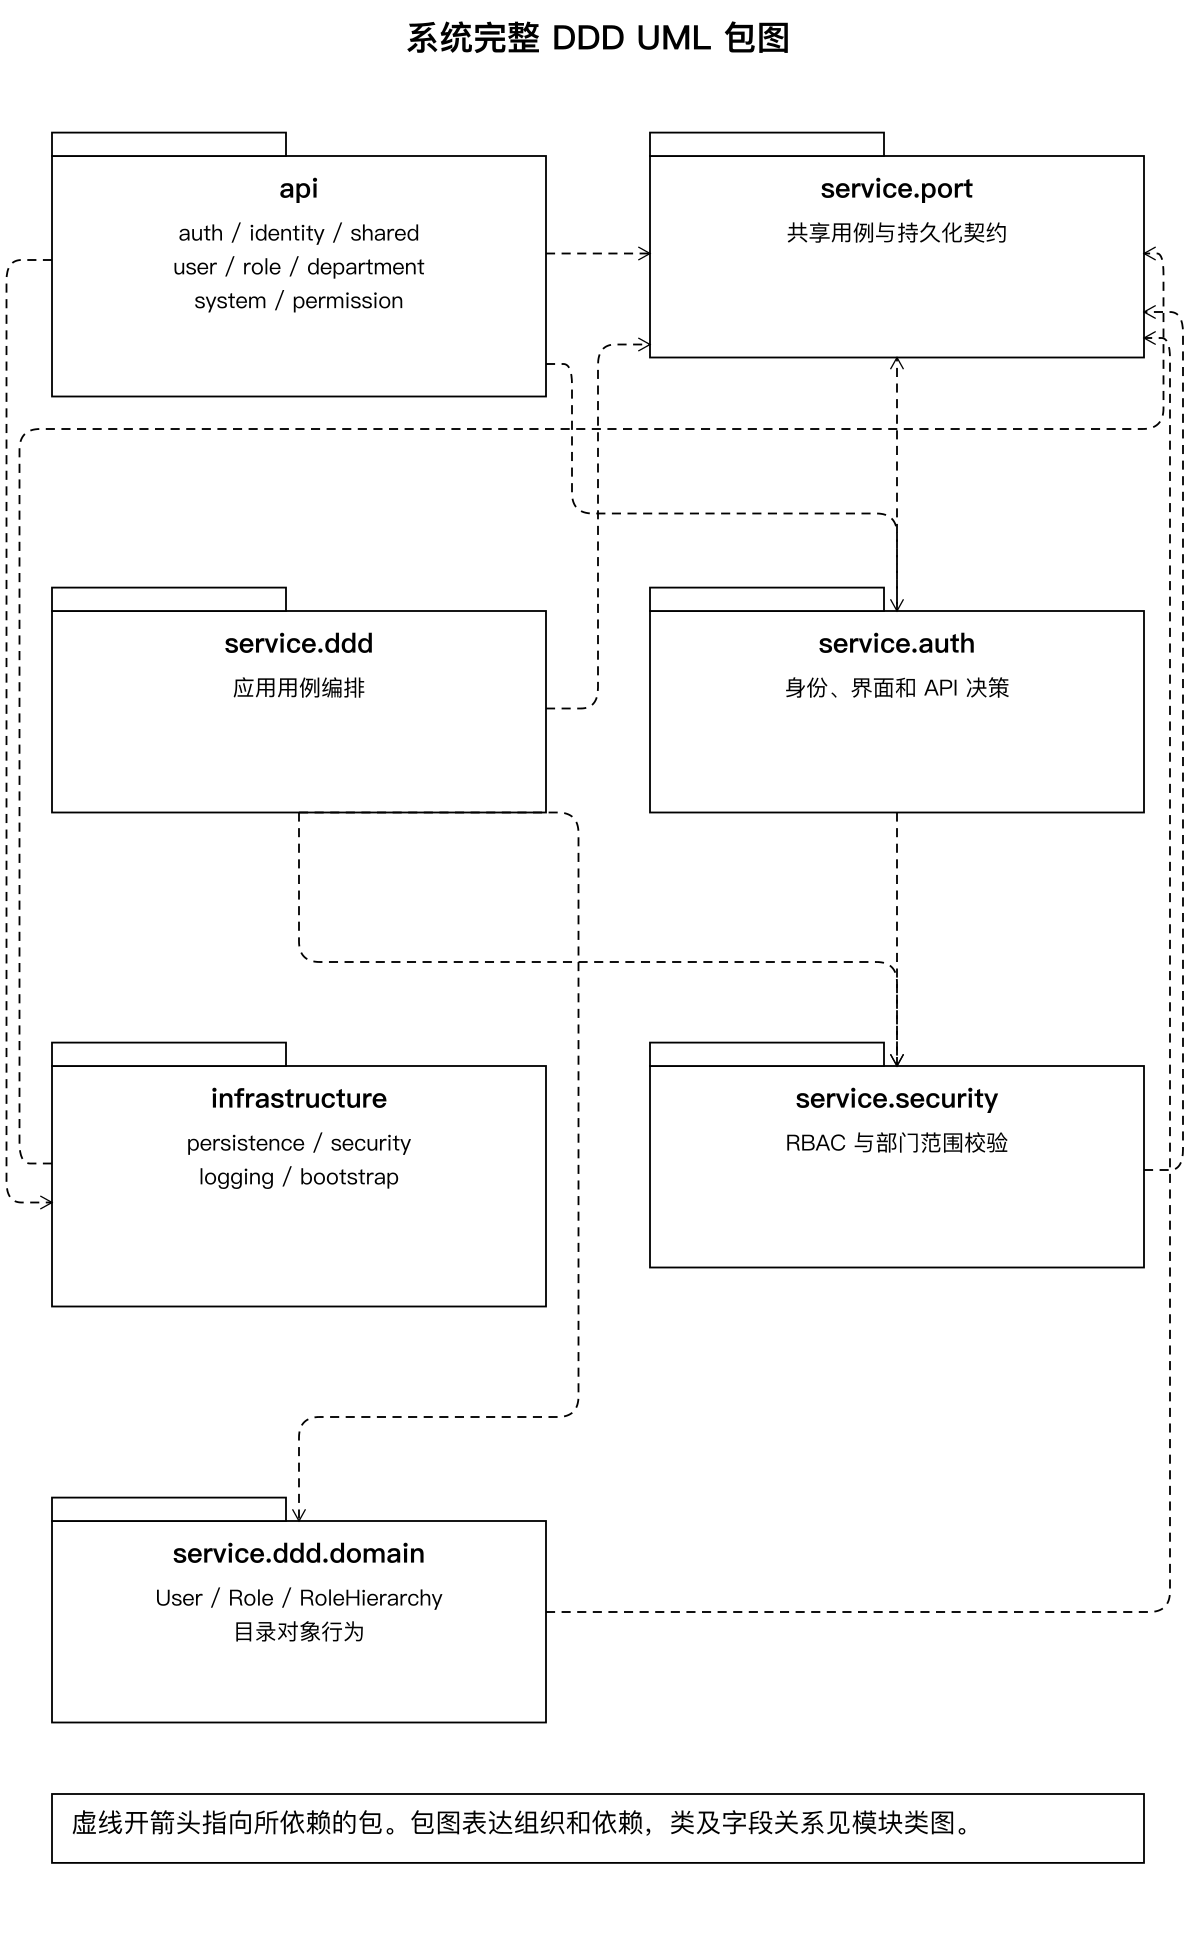 系统完整 DDD UML 包图
api
auth / identity / shared
user / role / department
system / permission
service.port
共享用例与持久化契约
service.ddd
应用用例编排
service.auth
身份、界面和 API 决策
infrastructure
persistence / security
logging / bootstrap
service.security
RBAC 与部门范围校验
service.ddd.domain
User / Role / RoleHierarchy
目录对象行为
虚线开箭头指向所依赖的包。包图表达组织和依赖，类及字段关系见模块类图。